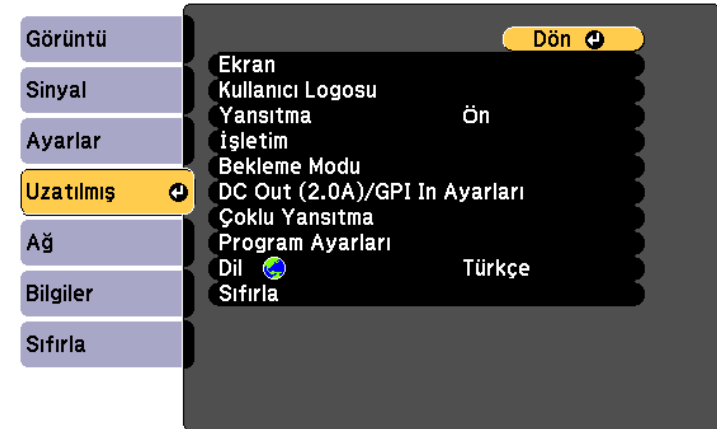 Görüntü
Sinyal
Ayarlar
Uzatılmış
Ağ
Bilgiler
Sıfırla
Dön
Ekran
Kullanıcı Logosu
Yansıtma Ön
İşletim
Bekleme Modu
DC Out (2.0A)/GPI In Ayarları
Çoklu Yansıtma
Program Ayarları
Dil Türkçe
Sıfırla